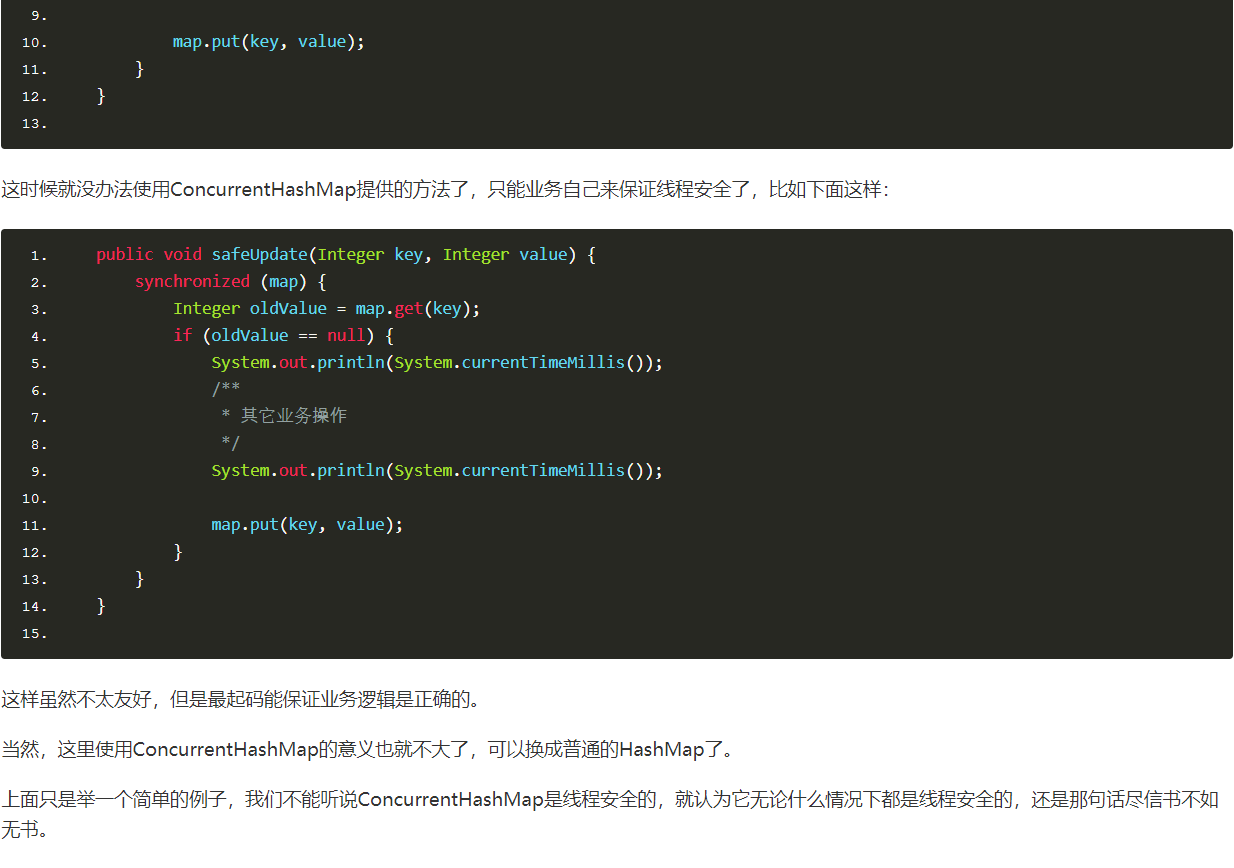 9.
10.             map.put(key, value);
11.         }
12.     }
13.
这时候就没办法使用ConcurrentHashMap提供的方法了，只能业务自己来保证线程安全了，比如下面这样：
1.     public void safeUpdate(Integer key, Integer value) {
2.         synchronized (map) {
3.             Integer oldValue = map.get(key);
4.             if (oldValue == null) {
5.                 System.out.println(System.currentTimeMillis());
6.                 /**
7.                  * 其它业务操作
8.                  */
9.                 System.out.println(System.currentTimeMillis());
10.
11.                 map.put(key, value);
12.             }
13.         }
14.     }
15.
这样虽然不太友好，但是最起码能保证业务逻辑是正确的。
当然，这里使用ConcurrentHashMap的意义也就不大了，可以换成普通的HashMap了。
上面只是举一个简单的例子，我们不能听说ConcurrentHashMap是线程安全的，就认为它无论什么情况下都是线程安全的，还是那句话尽信书不如
无书。